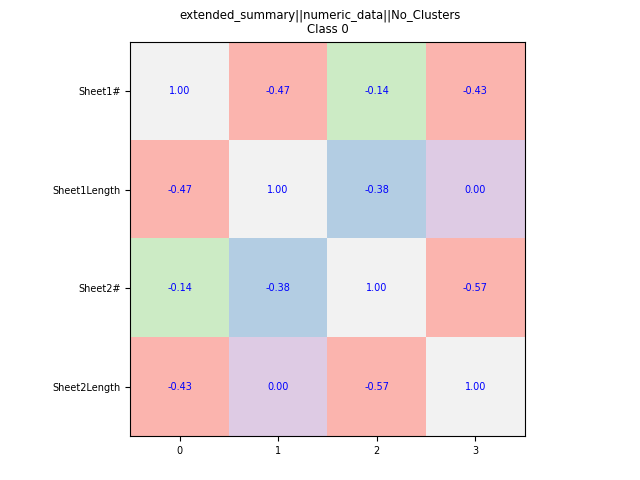 extended_summary||numeric_data||No_Clusters
Class 0
Sheet1# 1.00 -0.47 -0.14 -0.43
Sheet1Length -0.47 1.00 -0.38 0.00
Sheet2# -0.14 -0.38 1.00 -0.57
Sheet2Length -0.43 0.00 -0.57 1.00
0 1 2 3